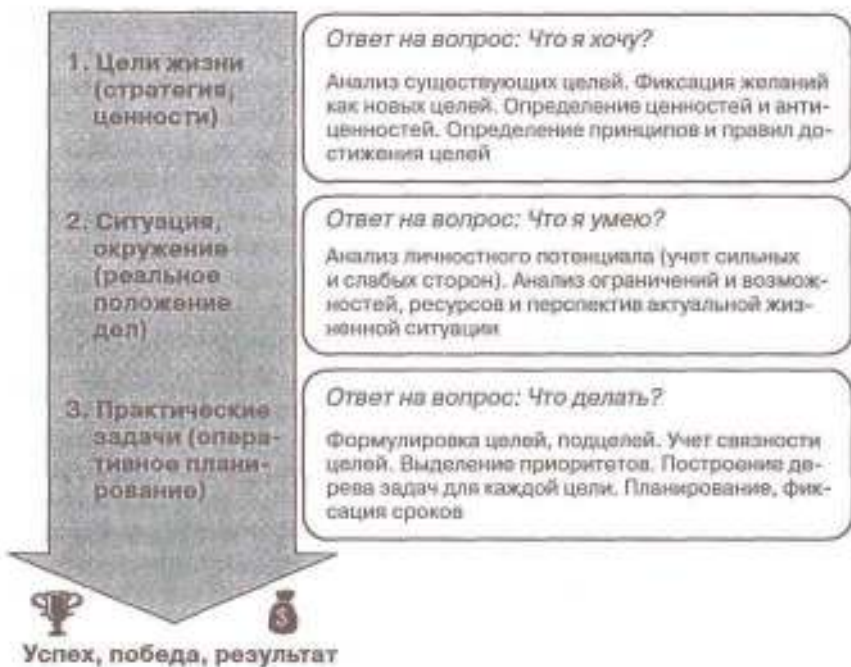 1. Цели жизни
(стратегия,
ценности)
Ответ на вопрос: Что я хочу?
Анализ существующих целей. Фиксация желаний
как новых целей. Определение ценностей и анти-
ценностей. Определение принципов и правил до-
стижения целей
2. Ситуация,
окружение
(реальное
положение
дел)
Ответ на вопрос: Что я умею?
Анализ личностного потенциала (учет сильных
и слабых сторон). Анализ ограничений и возмож-
ностей, ресурсов и перспектив актуальной жиз-
ненной ситуации
3. Практические
задачи (опера-
тивное плани-
рование)
Ответ на вопрос: Что делать?
Формулировка целей, подцелей. Учет связности
целей. Выделение приоритетов. Построение де-
рева задач для каждой цели. Планирование, фик-
сация сроков
$
Успех, победа, результат